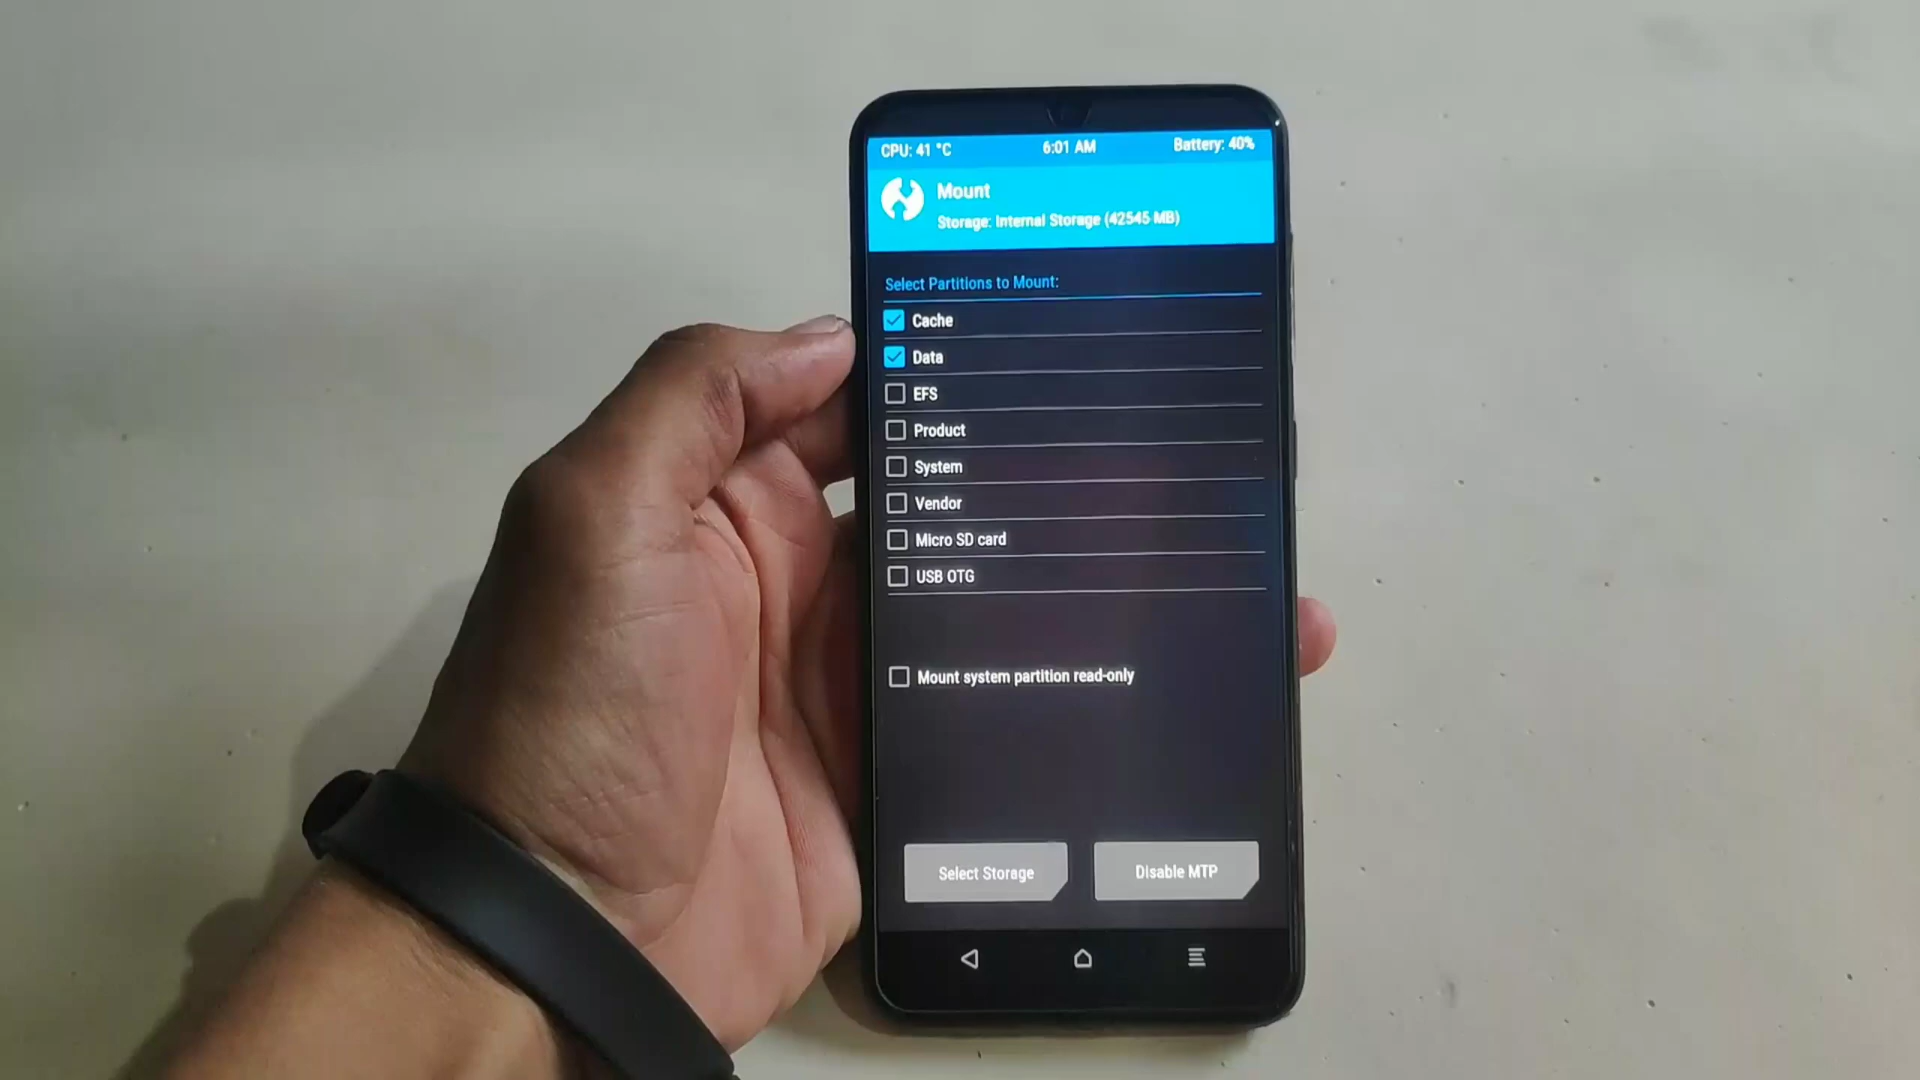 CPU: 41 °C 6:01 AM Battery: 40%
Mount
Storage: Internal Storage (42545 MB)
Select Partitions to Mount:
Cache
Data
EFS
Product
System
Vendor
Micro SD card
USB OTG
Mount system partition read-only
Select Storage Disable MTP